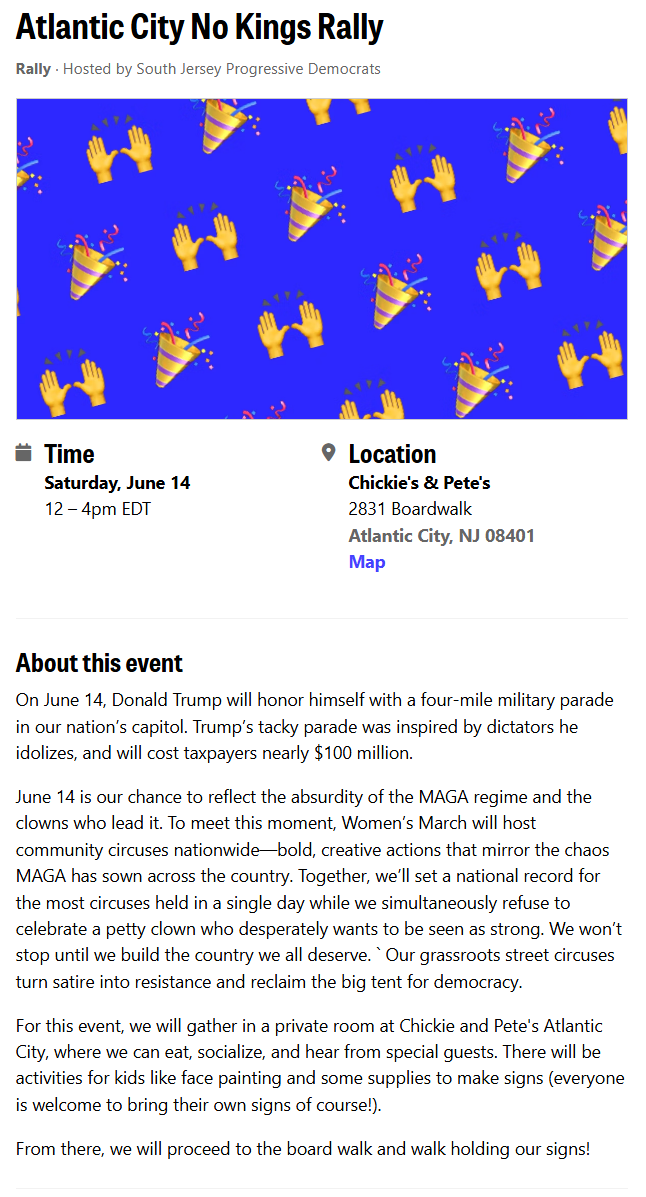 Atlantic City No Kings Rally
Rally · Hosted by South Jersey Progressive Democrats
Time
Saturday, June 14
12 – 4pm EDT
Location
Chickie's & Pete's
2831 Boardwalk
Atlantic City, NJ 08401
Map
About this event
On June 14, Donald Trump will honor himself with a four-mile military parade
in our nation’s capitol. Trump’s tacky parade was inspired by dictators he
idolizes, and will cost taxpayers nearly $100 million.
June 14 is our chance to reflect the absurdity of the MAGA regime and the
clowns who lead it. To meet this moment, Women’s March will host
community circuses nationwide—bold, creative actions that mirror the chaos
MAGA has sown across the country. Together, we’ll set a national record for
the most circuses held in a single day while we simultaneously refuse to
celebrate a petty clown who desperately wants to be seen as strong. We won’t
stop until we build the country we all deserve. ` Our grassroots street circuses
turn satire into resistance and reclaim the big tent for democracy.
For this event, we will gather in a private room at Chickie and Pete's Atlantic
City, where we can eat, socialize, and hear from special guests. There will be
activities for kids like face painting and some supplies to make signs (everyone
is welcome to bring their own signs of course!).
From there, we will proceed to the board walk and walk holding our signs!